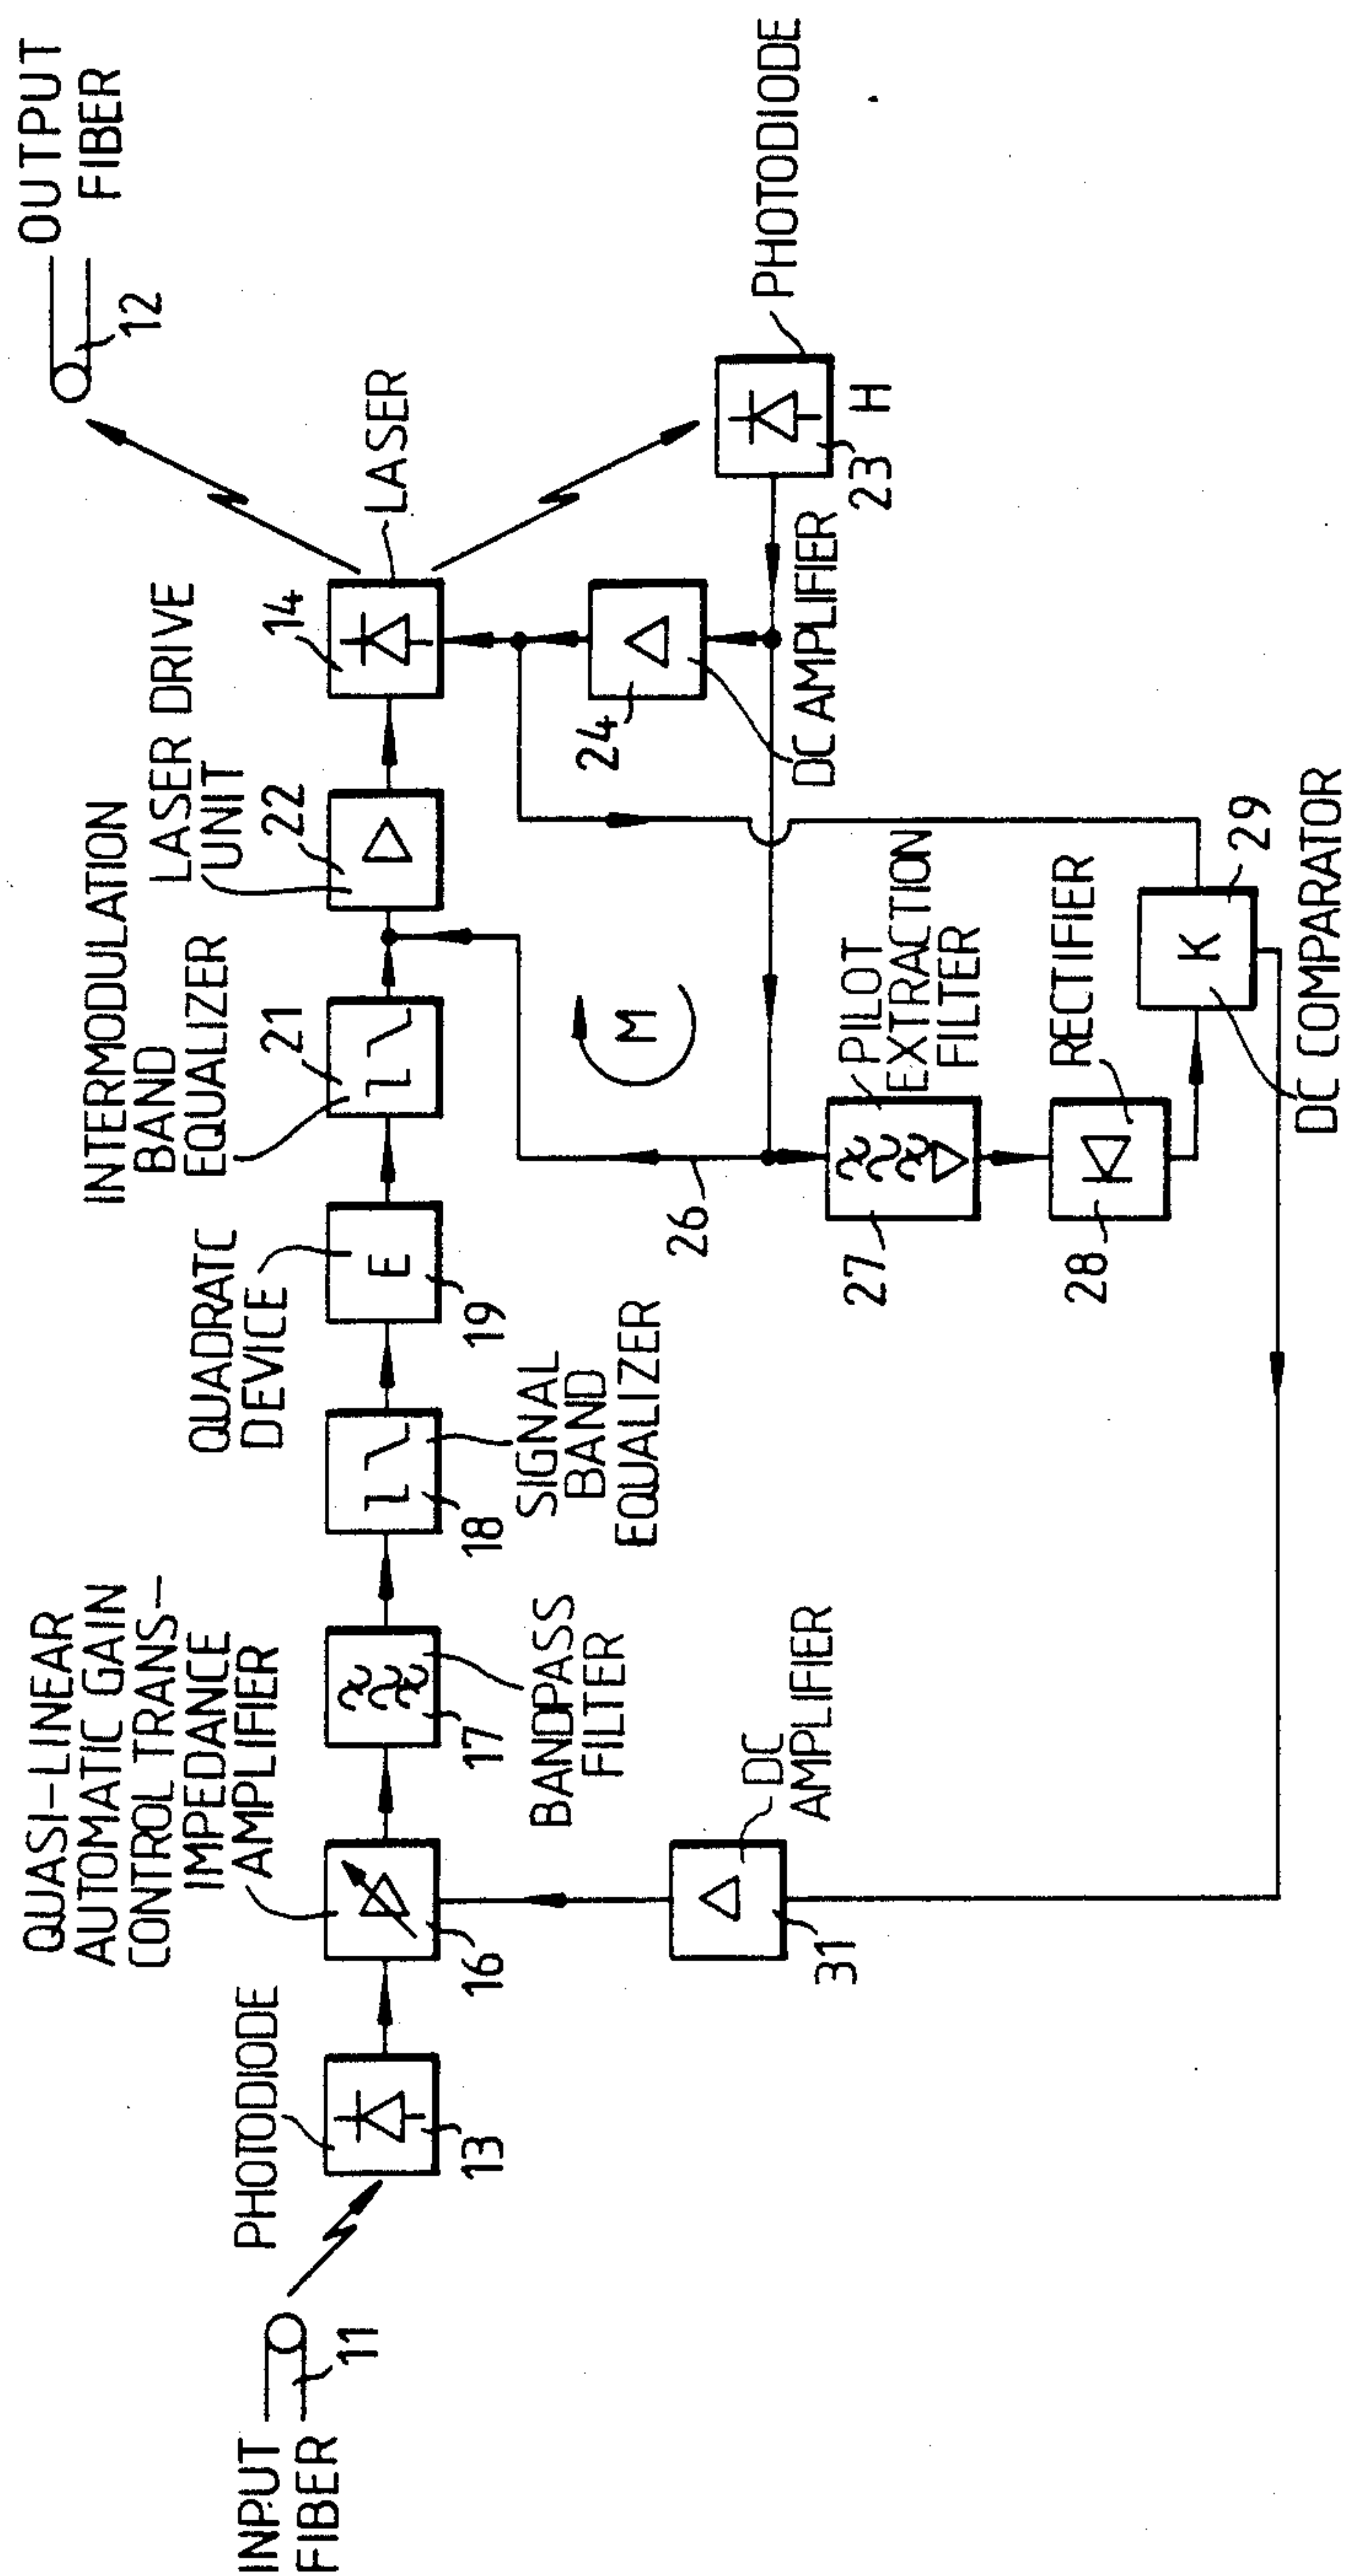 INPUT
FIBER
11
PHOTODIODE
13
QUASI-LINEAR
AUTOMATIC GAIN
CONTROL TRANS-
IMPEDANCE
AMPLIFIER
16
17
BANDPASS
FILTER
18
SIGNAL
BAND
EQUALIZER
QUADRATC
DEVICE
E
19
INTERMODULATION
BAND
EQUALIZER
21
LASER DRIVE
UNIT
22
14
LASER
OUTPUT
FIBER
12
PHOTODIODE
H
23
24
DC AMPLIFIER
M
26
PILOT
EXTRACTION
FILTER
27
RECTIFIER
28
K
29
DC COMPARATOR
DC
AMPLIFIER
31